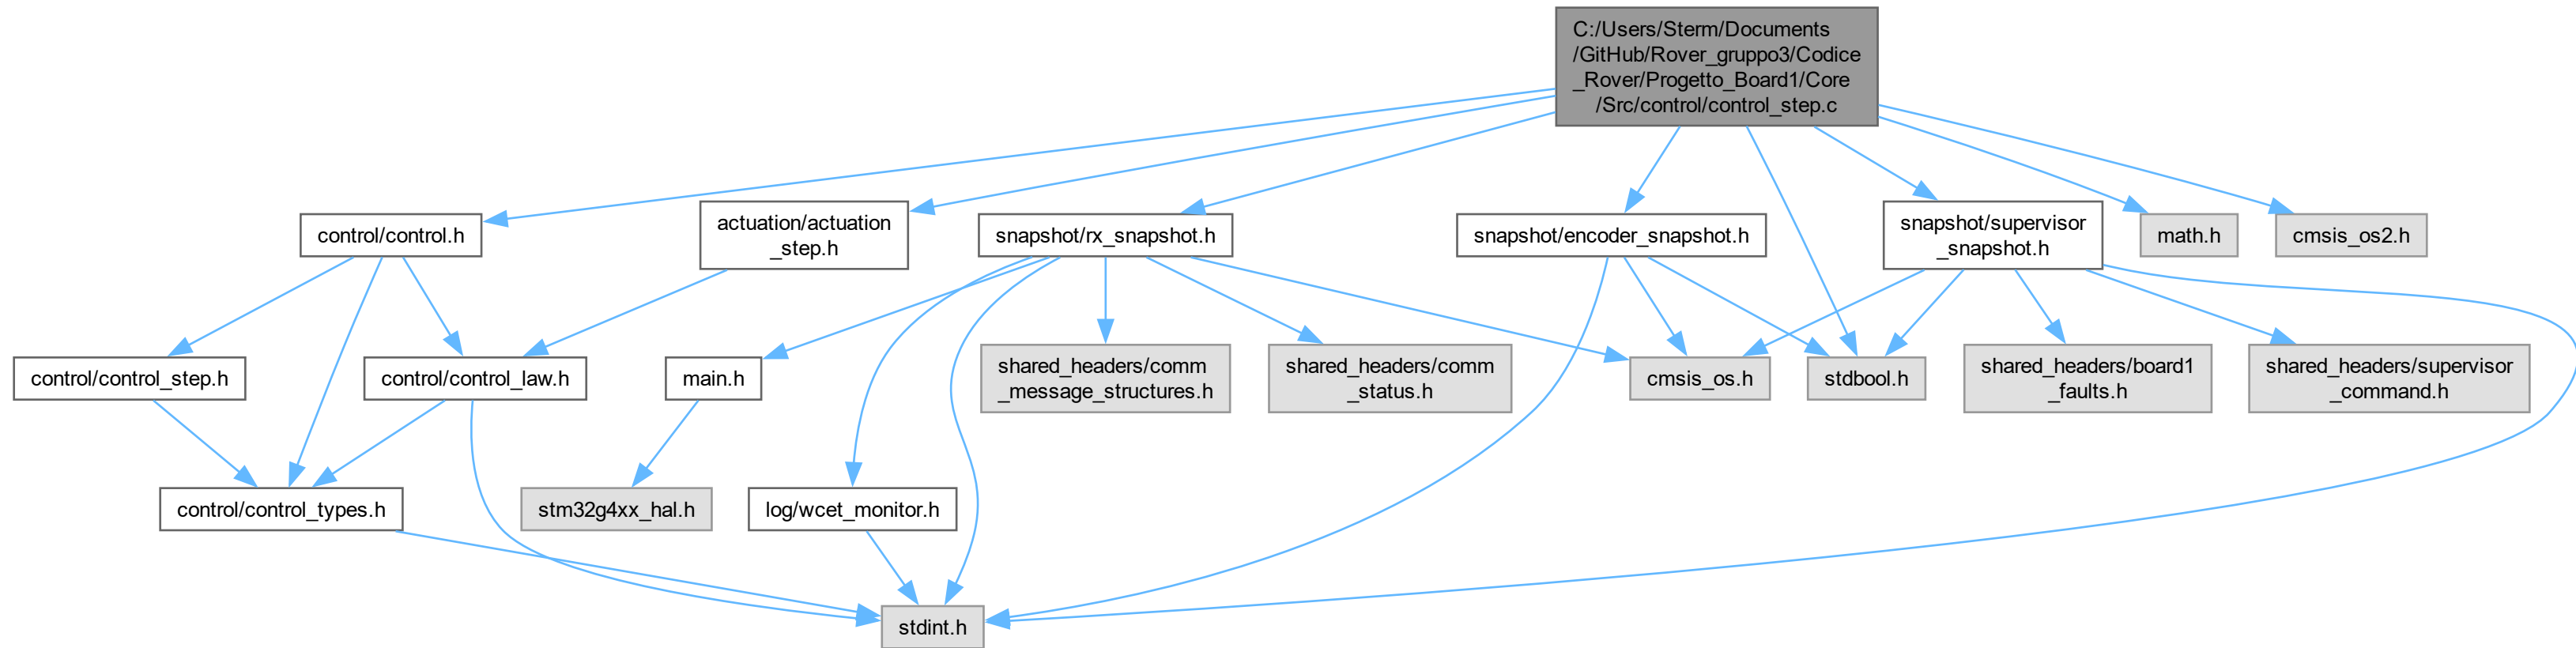 C:/Users/Sterm/Documents
/GitHub/Rover_gruppo3/Codice
_Rover/Progetto_Board1/Core
/Src/control/control_step.c
control/control.h
actuation/actuation
_step.h
snapshot/rx_snapshot.h
snapshot/encoder_snapshot.h
snapshot/supervisor
_snapshot.h
math.h
cmsis_os2.h
control/control_step.h
control/control_law.h
main.h
shared_headers/comm
_message_structures.h
shared_headers/comm
_status.h
cmsis_os.h
stdbool.h
shared_headers/board1
_faults.h
shared_headers/supervisor
_command.h
control/control_types.h
stm32g4xx_hal.h
log/wcet_monitor.h
stdint.h